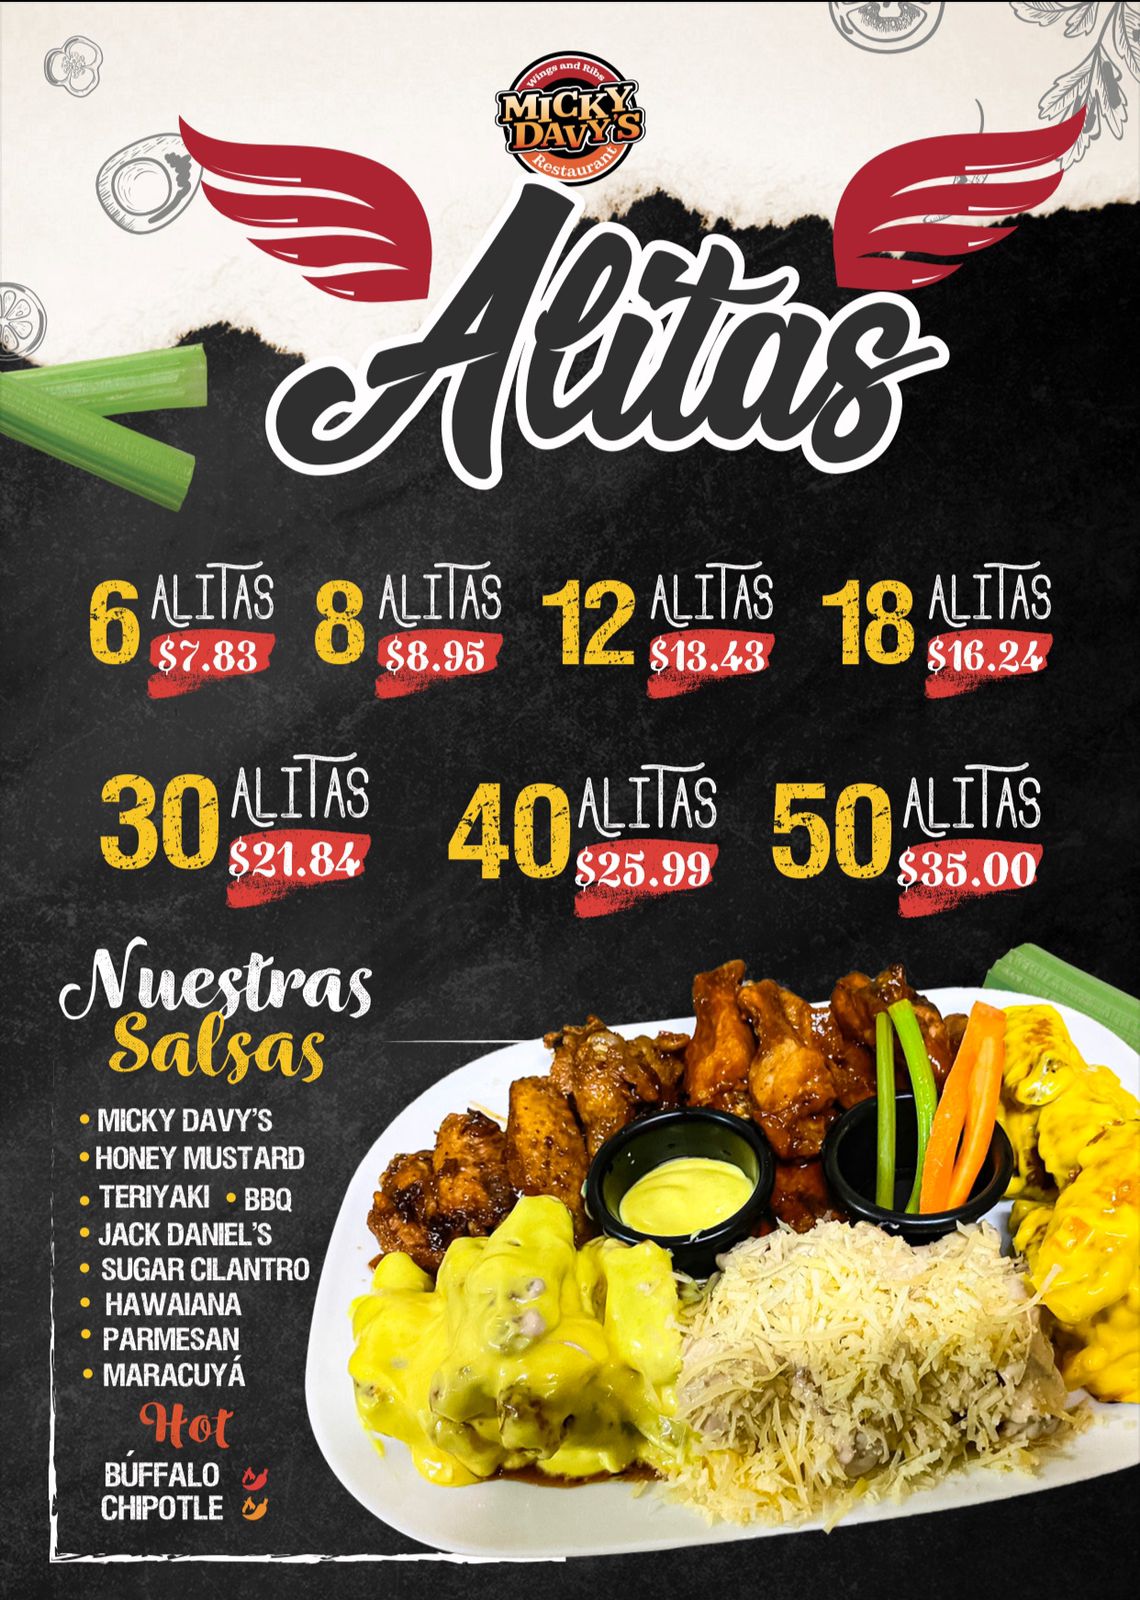 Wings and Ribs
MICKY
DAVY'S
Restaurant
Alitas
6 ALITAS $7.83
8 ALITAS $8.95
12 ALITAS $13.43
18 ALITAS $16.24
30 ALITAS $21.84
40 ALITAS $25.99
50 ALITAS $35.00
Nuestras
Salsas
• MICKY DAVY'S
• HONEY MUSTARD
• TERIYAKI • BBQ
• JACK DANIEL'S
• SUGAR CILANTRO
• HAWAIANA
• PARMESAN
• MARACUYÁ
Hot
BÚFFALO
CHIPOTLE